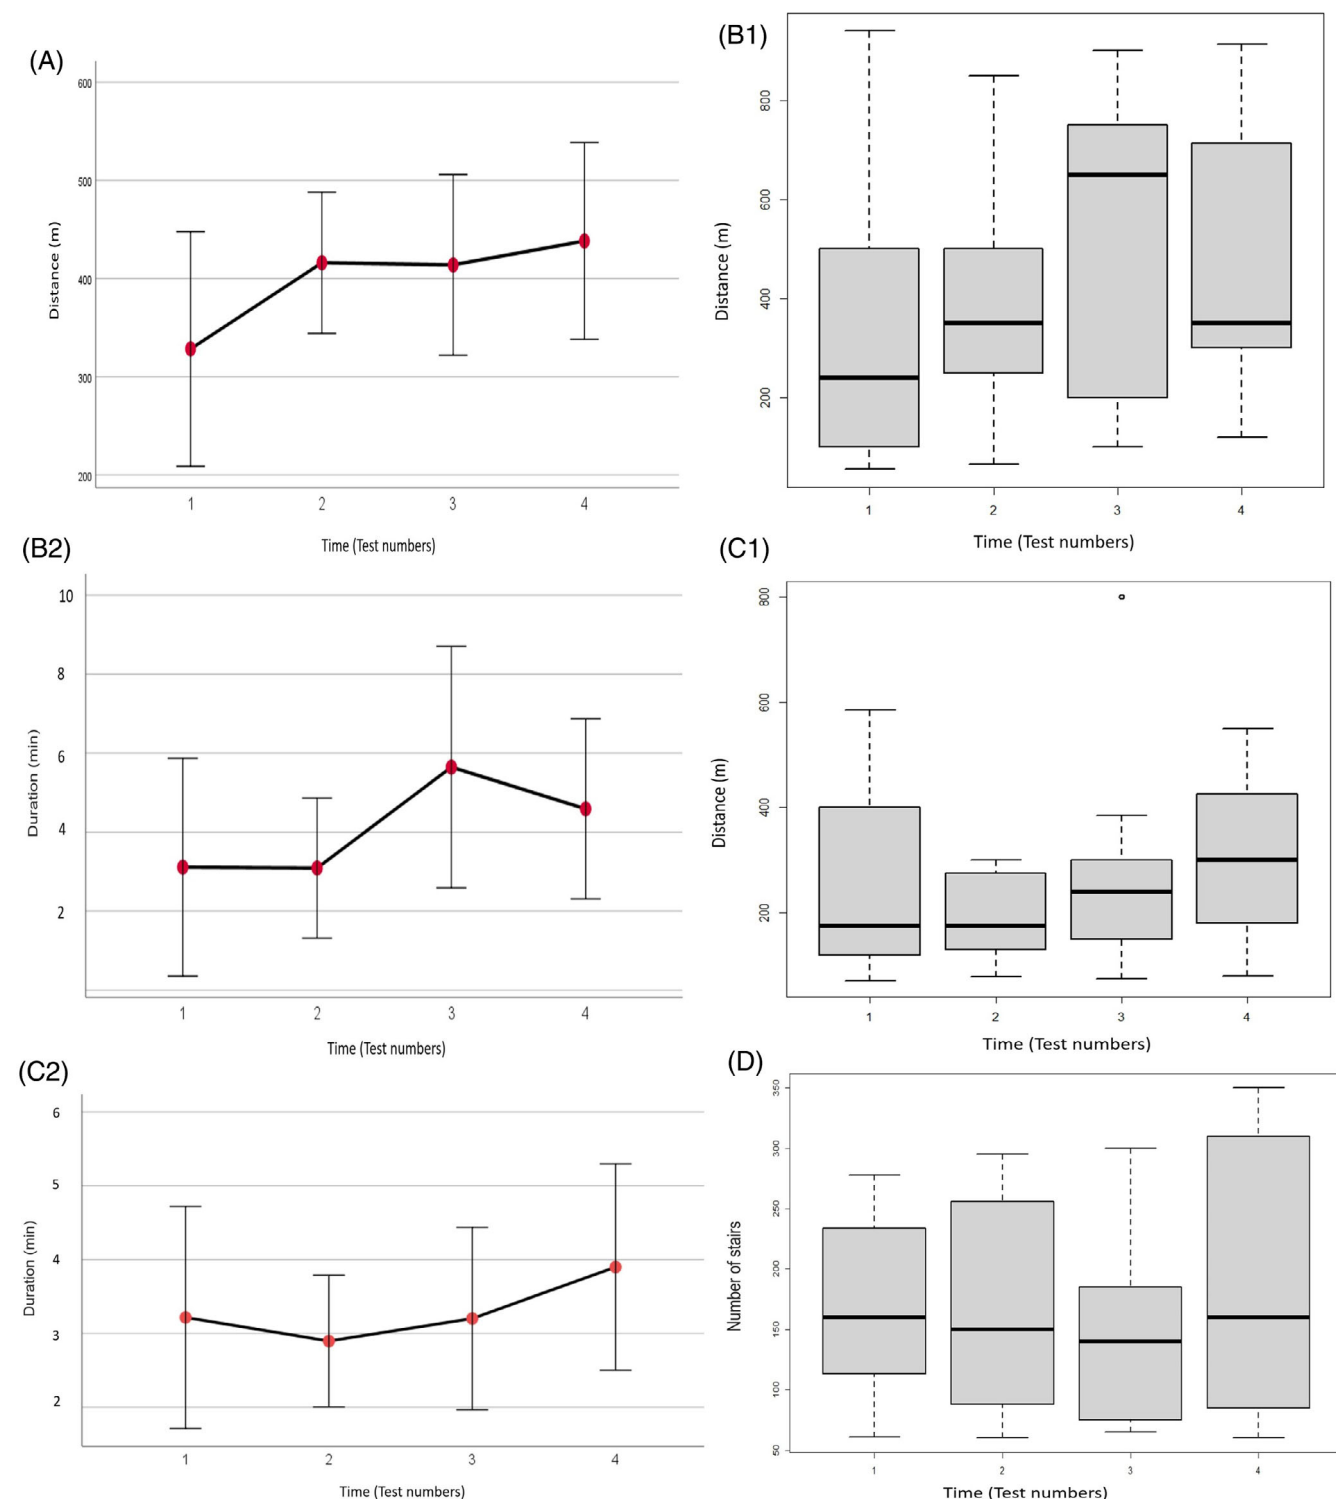 (A)
600
500
400
300
200
Distance (m)
1 2 3 4
Time (Test numbers)
(B1)
800
600
400
200
Distance (m)
1 2 3 4
Time (Test numbers)
(B2)
10
8
6
4
2
Duration (min)
1 2 3 4
Time (Test numbers)
(C1)
800
600
400
200
Distance (m)
1 2 3 4
Time (Test numbers)
(C2)
6
5
4
3
2
Duration (min)
1 2 3 4
Time (Test numbers)
(D)
350
300
250
200
150
100
50
Number of stairs
1 2 3 4
Time (Test numbers)